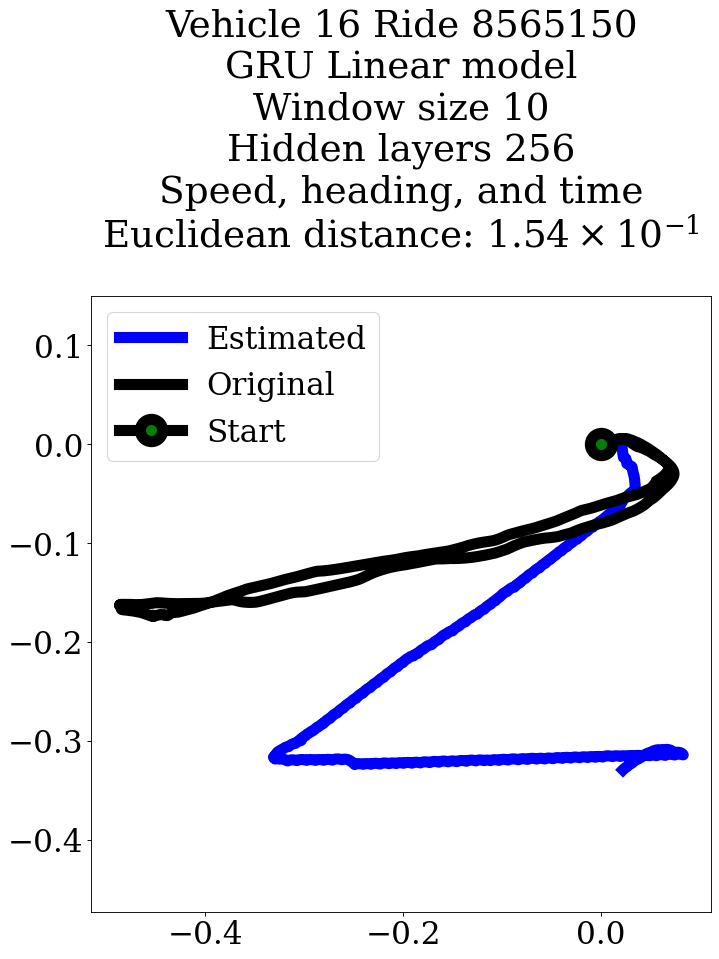 Vehicle 16 Ride 8565150
GRU Linear model
Window size 10
Hidden layers 256
Speed, heading, and time
Euclidean distance: 1.54 × 10⁻¹
Estimated
Original
Start
0.1
0.0
−0.1
−0.2
−0.3
−0.4
−0.4
−0.2
0.0